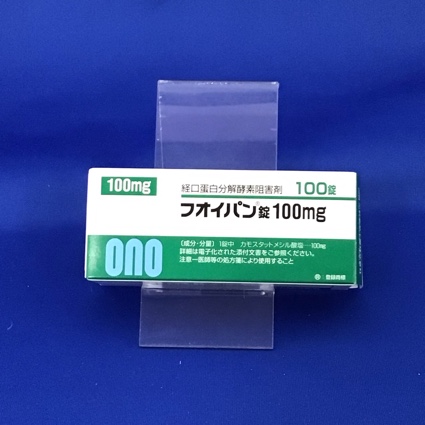 100mg 経口蛋白分解酵素阻害剤 100錠
フオイパン®錠100mg
ono
(成分・分量) 1錠中 カモスタットメシル酸塩…100mg
詳細は電子化された添付文書をご参照ください。
注意ー医師等の処方箋により使用すること
® 登録商標